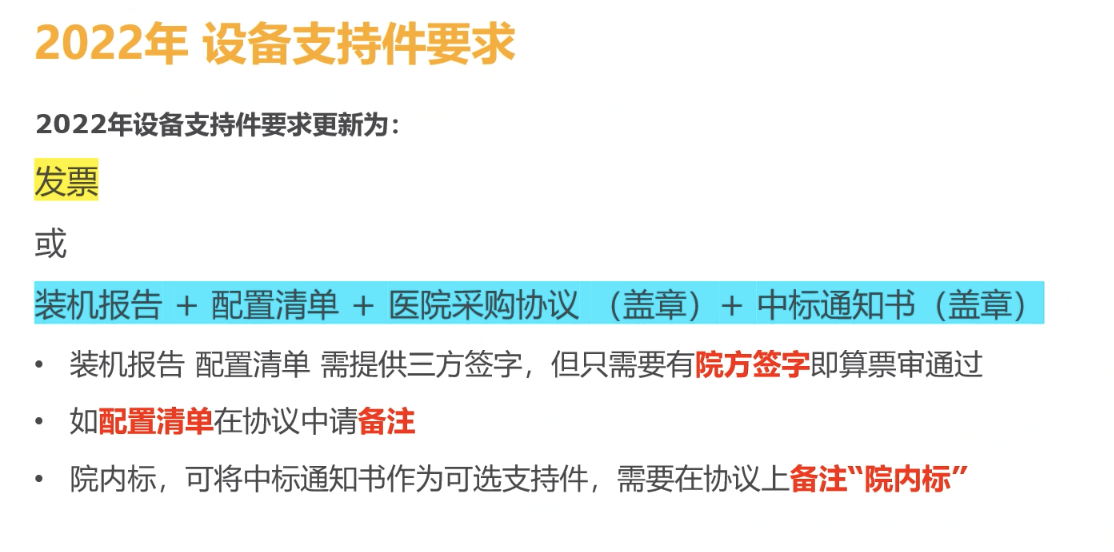 2022年 设备支持件要求
2022年设备支持件要求更新为：
发票
或
装机报告 + 配置清单 + 医院采购协议 （盖章）+ 中标通知书（盖章）
• 装机报告 配置清单 需提供三方签字，但只需要有院方签字即算票审通过
• 如配置清单在协议中请备注
• 院内标，可将中标通知书作为可选支持件，需要在协议上备注“院内标”